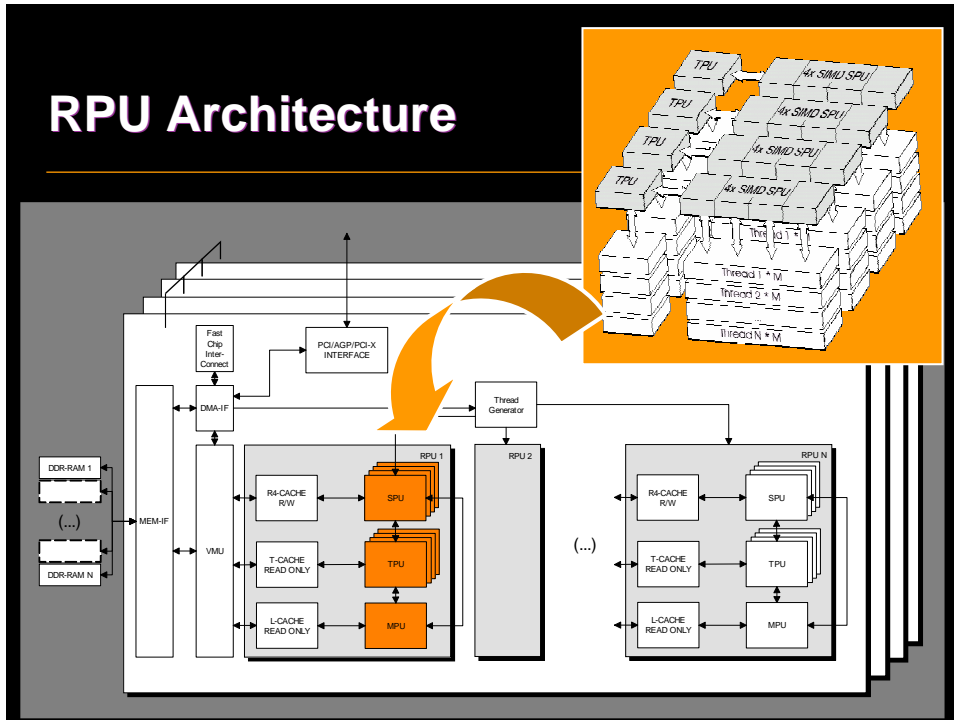 RPU Architecture
TPU
4x SIMD SPU
TPU
4x SIMD SPU
TPU
4x SIMD SPU
TPU
4x SIMD SPU
Thread 1 *
Thread 1 * M
Thread 2 * M
...
Thread N * M
Fast
Chip
Inter-
Connect
PCI/AGP/PCI-X
INTERFACE
DMA-IF
Thread
Generator
RPU 1
RPU 2
RPU N
DDR-RAM 1
(...)
DDR-RAM N
MEM-IF
VMU
R4-CACHE
R/W
SPU
T-CACHE
READ ONLY
TPU
L-CACHE
READ ONLY
MPU
(...)
R4-CACHE
R/W
SPU
T-CACHE
READ ONLY
TPU
L-CACHE
READ ONLY
MPU